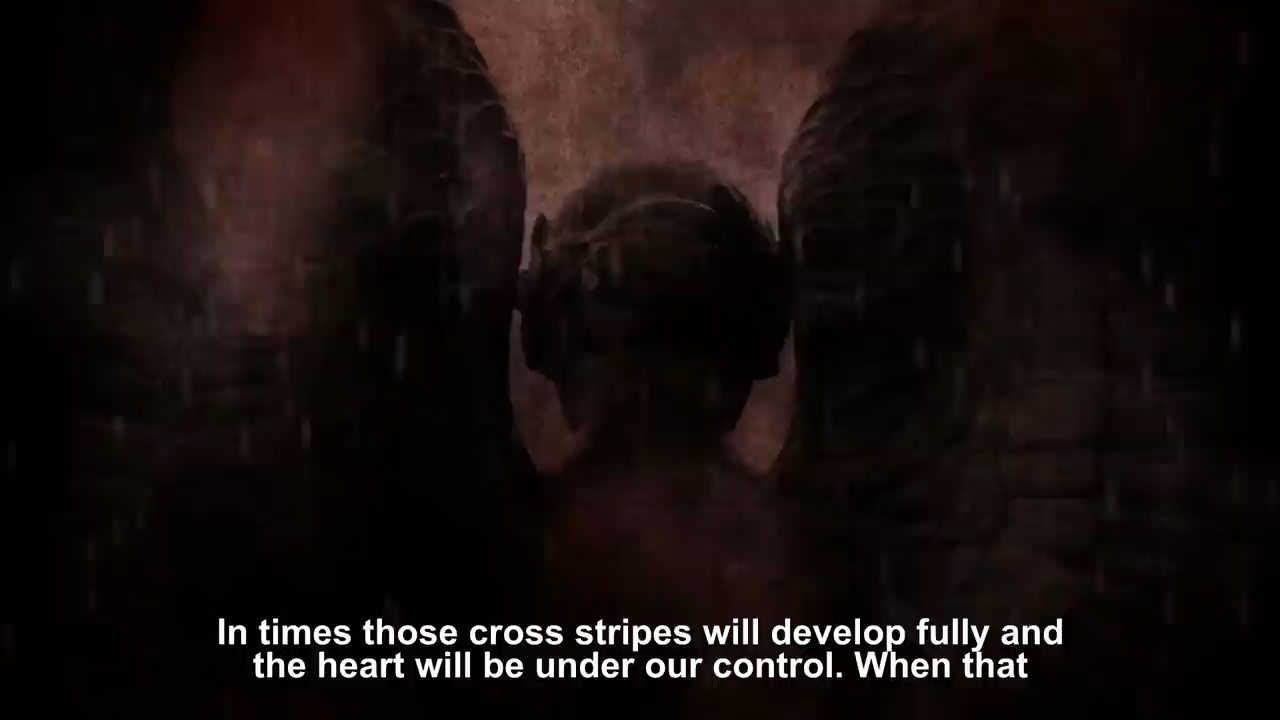 In times those cross stripes will develop fully and
the heart will be under our control. When that